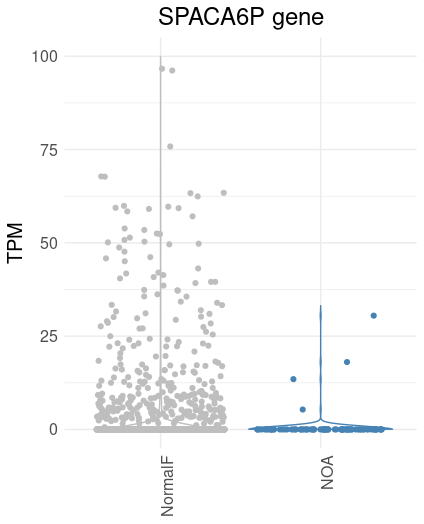 SPACA6P gene
TPM
100
75
50
25
0
NormalF
NOA